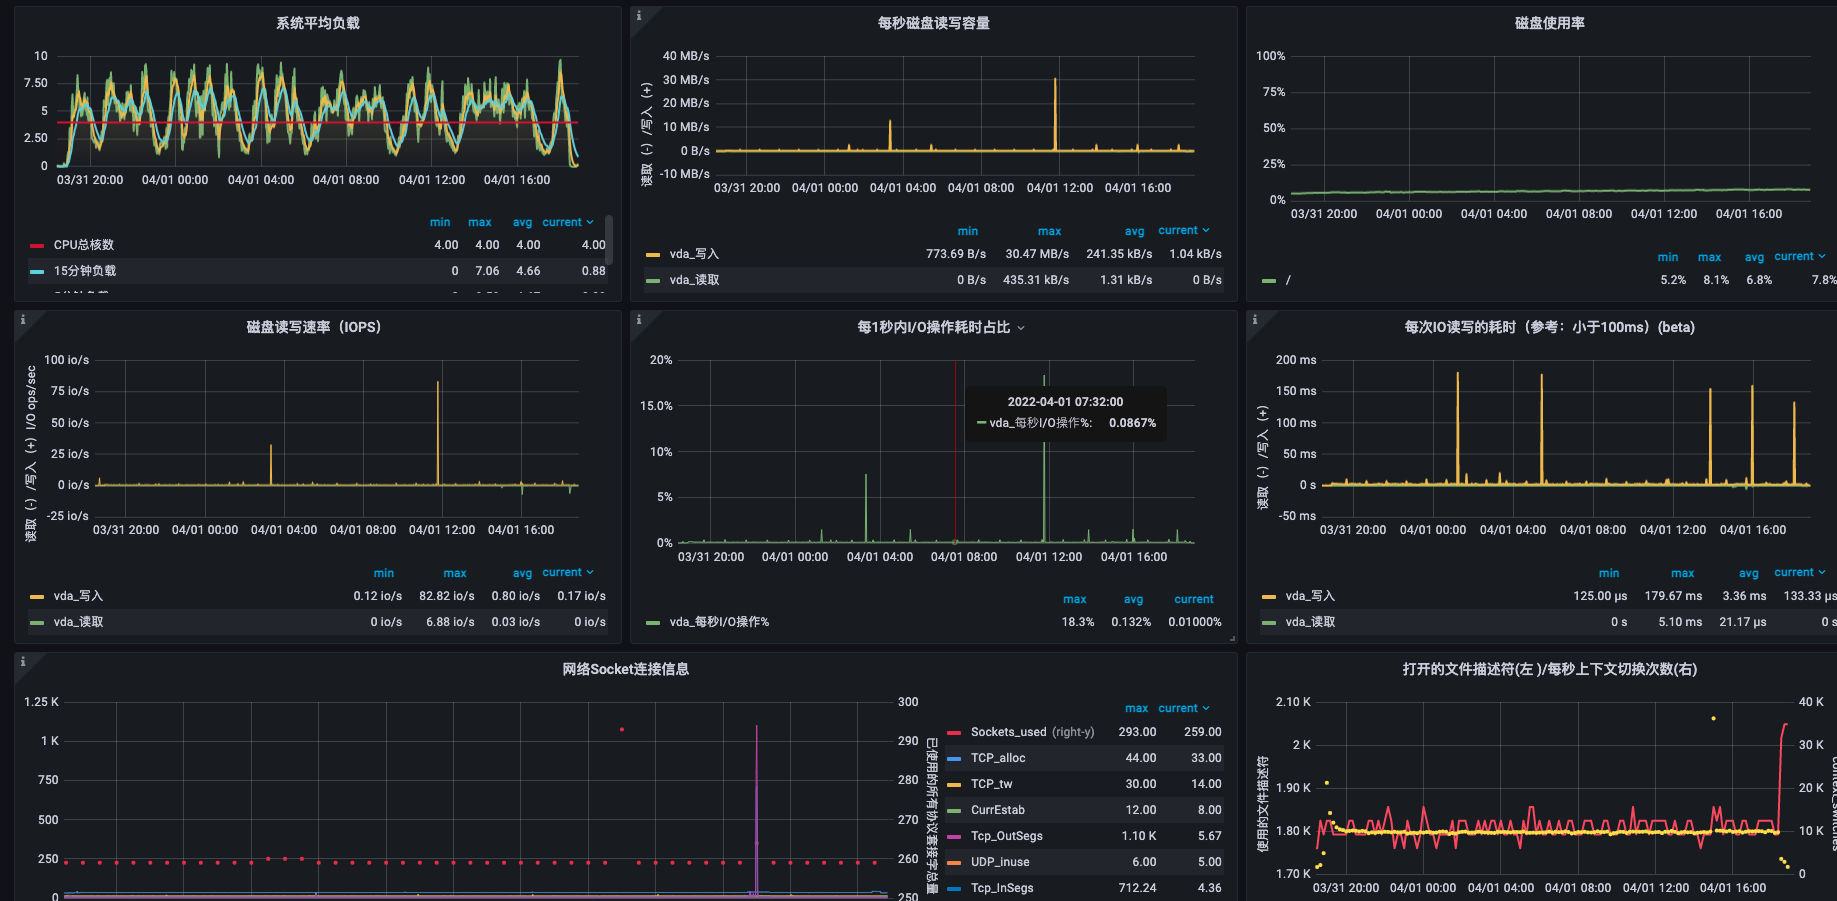 系统平均负载
10
7.50
5
2.50
0
03/31 20:00 04/01 00:00 04/01 04:00 04/01 08:00 04/01 12:00 04/01 16:00
min max avg current
CPU总核数 4.00 4.00 4.00 4.00
15分钟负载 0 7.06 4.66 0.88
每秒磁盘读写容量
读取（-）/写入（+）
40 MB/s
30 MB/s
20 MB/s
10 MB/s
0 B/s
-10 MB/s
03/31 20:00 04/01 00:00 04/01 04:00 04/01 08:00 04/01 12:00 04/01 16:00
min max avg current
vda_写入 773.69 B/s 30.47 MB/s 241.35 kB/s 1.04 kB/s
vda_读取 0 B/s 435.31 kB/s 1.31 kB/s 0 B/s
磁盘使用率
100%
75%
50%
25%
0%
03/31 20:00 04/01 00:00 04/01 04:00 04/01 08:00 04/01 12:00 04/01 16:00
min max avg current
/ 5.2% 8.1% 6.8% 7.8%
磁盘读写速率（IOPS）
读取（-）/写入（+） I/O ops/sec
100 io/s
75 io/s
50 io/s
25 io/s
0 io/s
-25 io/s
03/31 20:00 04/01 00:00 04/01 04:00 04/01 08:00 04/01 12:00 04/01 16:00
min max avg current
vda_写入 0.12 io/s 82.82 io/s 0.80 io/s 0.17 io/s
vda_读取 0 io/s 6.88 io/s 0.03 io/s 0 io/s
每1秒内I/O操作耗时占比
20%
15.0%
10%
5%
0%
2022-04-01 07:32:00
vda_每秒I/O操作%: 0.0867%
03/31 20:00 04/01 00:00 04/01 04:00 04/01 08:00 04/01 12:00 04/01 16:00
max avg current
vda_每秒I/O操作% 18.3% 0.132% 0.01000%
每次IO读写的耗时（参考：小于100ms）(beta)
读取（-）/写入（+）
200 ms
150 ms
100 ms
50 ms
0 s
-50 ms
03/31 20:00 04/01 00:00 04/01 04:00 04/01 08:00 04/01 12:00 04/01 16:00
min max avg current
vda_写入 125.00 µs 179.67 ms 3.36 ms 133.33 µs
vda_读取 0 s 5.10 ms 21.17 µs 0 s
网络Socket连接信息
1.25 K
1 K
750
500
250
0
300
290
280
270
260
250
已使用的所有协议套接字总量
max current
Sockets_used (right-y) 293.00 259.00
TCP_alloc 44.00 33.00
TCP_tw 30.00 14.00
CurrEstab 12.00 8.00
Tcp_OutSegs 1.10 K 5.67
UDP_inuse 6.00 5.00
Tcp_InSegs 712.24 4.36
打开的文件描述符(左 )/每秒上下文切换次数(右)
使用的文件描述符
2.10 K
2 K
1.90 K
1.80 K
1.70 K
40 K
30 K
20 K
10 K
0
context_switches
03/31 20:00 04/01 00:00 04/01 04:00 04/01 08:00 04/01 12:00 04/01 16:00